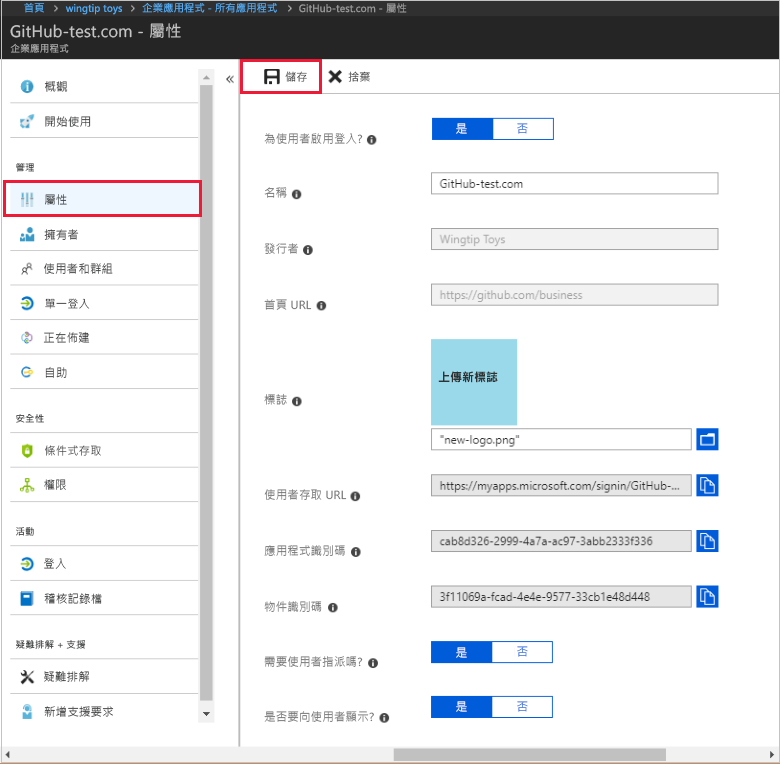 首頁 > wingtip toys > 企業應用程式 - 所有應用程式 > GitHub-test.com - 屬性
GitHub-test.com - 屬性
企業應用程式
概觀
開始使用
管理
屬性
擁有者
使用者和群組
單一登入
正在佈建
自助
安全性
條件式存取
權限
活動
登入
稽核記錄檔
疑難排解 + 支援
疑難排解
新增支援要求
«
儲存
捨棄
為使用者啟用登入?
是
否
名稱
GitHub-test.com
發行者
Wingtip Toys
首頁 URL
https://github.com/business
標誌
上傳新標誌
"new-logo.png"
使用者存取 URL
https://myapps.microsoft.com/signin/GitHub-...
應用程式識別碼
cab8d326-2999-4a7a-ac97-3abb2333f336
物件識別碼
3f11069a-fcad-4e4e-9577-33cb1e48d448
需要使用者指派嗎?
是
否
是否要向使用者顯示?
是
否